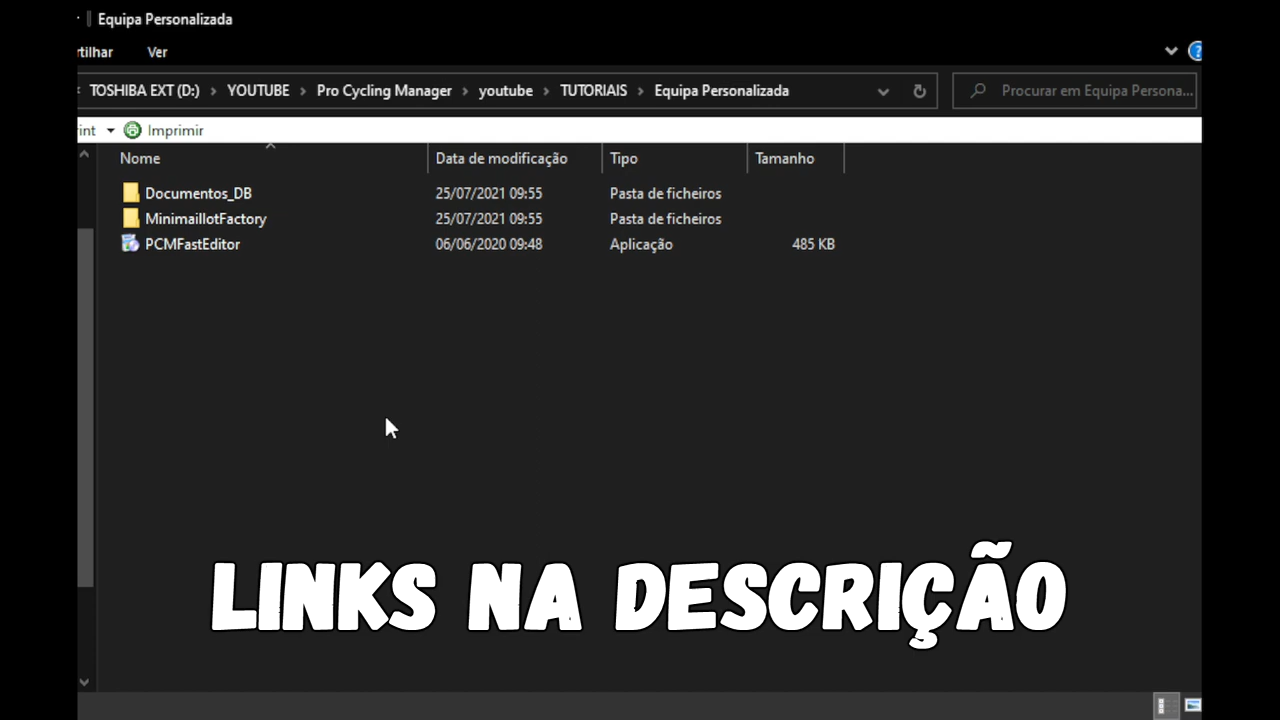 Equipa Personalizada
rtilhar Ver
TOSHIBA EXT (D:) > YOUTUBE > Pro Cycling Manager > youtube > TUTORIAIS > Equipa Personalizada Procurar em Equipa Persona...
int Imprimir
Nome Data de modificação Tipo Tamanho
Documentos_DB 25/07/2021 09:55 Pasta de ficheiros
MinimaillotFactory 25/07/2021 09:55 Pasta de ficheiros
PCMFastEditor 06/06/2020 09:48 Aplicação 485 KB
LINKS NA DESCRIÇÃO